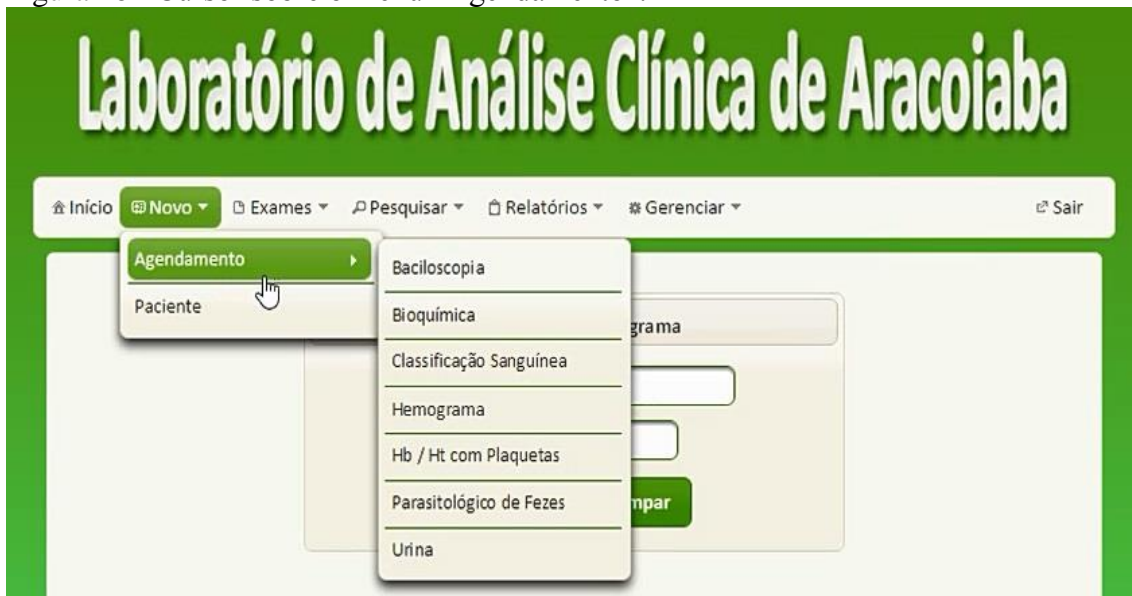 Laboratório de Análise Clínica de Aracoiaba
Início Novo Exames Pesquisar Relatórios Gerenciar Sair
Agendamento
Paciente
Baciloscopia
Bioquímica
Classificação Sanguínea
Hemograma
Hb / Ht com Plaquetas
Parasitológico de Fezes
Urina
grama
mpar